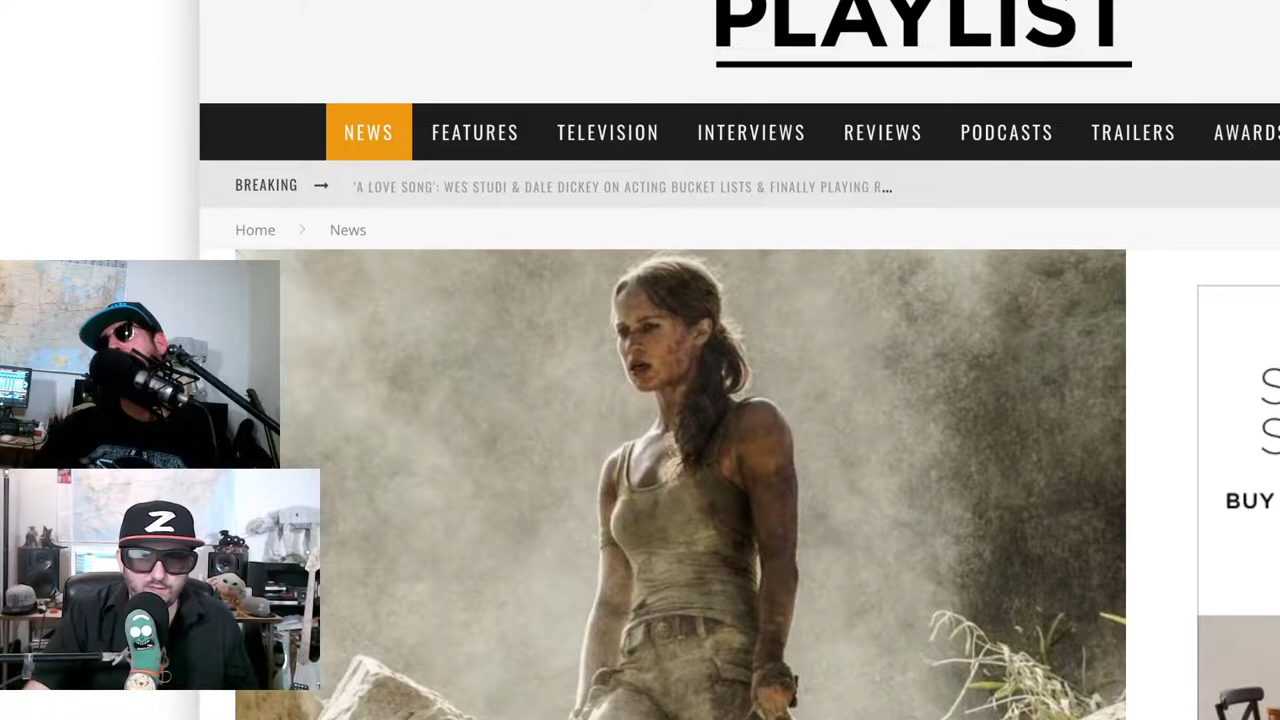 PLAYLIST
NEWS FEATURES TELEVISION INTERVIEWS REVIEWS PODCASTS TRAILERS AWARDS
BREAKING → 'A LOVE SONG': WES STUDI & DALE DICKEY ON ACTING BUCKET LISTS & FINALLY PLAYING R...
Home > News
S
S
BUY
Z